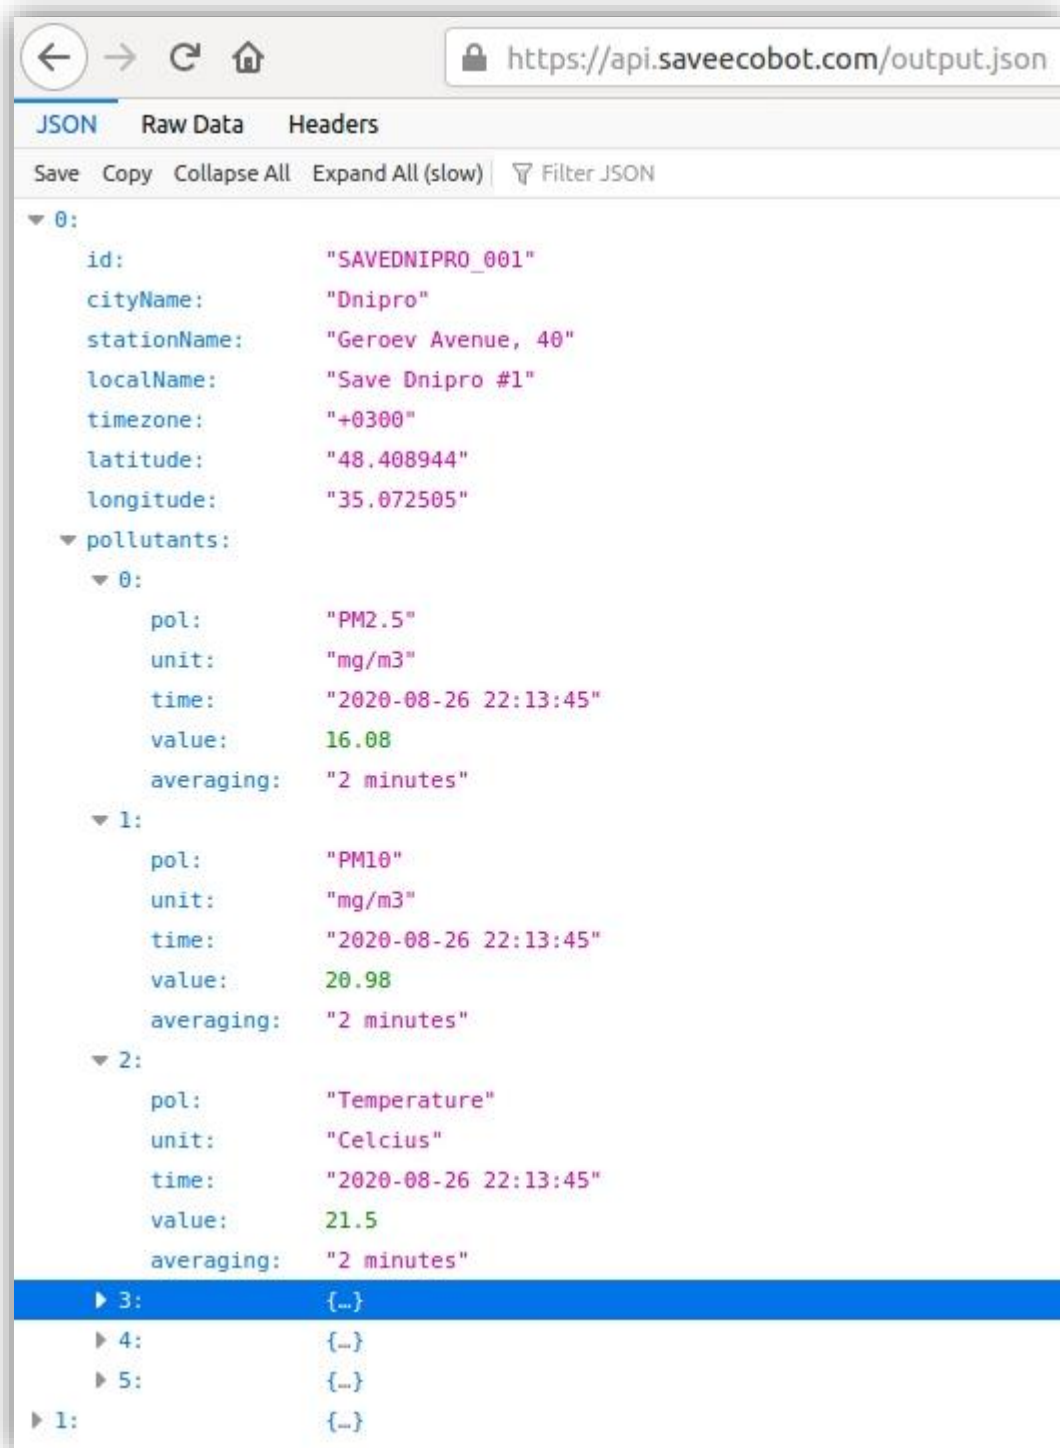 https://api.saveecobot.com/output.json
JSON Raw Data Headers
Save Copy Collapse All Expand All (slow) Filter JSON
0:
id: "SAVEDNIPRO_001"
cityName: "Dnipro"
stationName: "Geroev Avenue, 40"
localName: "Save Dnipro #1"
timezone: "+0300"
latitude: "48.408944"
longitude: "35.072505"
pollutants:
0:
pol: "PM2.5"
unit: "mg/m3"
time: "2020-08-26 22:13:45"
value: 16.08
averaging: "2 minutes"
1:
pol: "PM10"
unit: "mg/m3"
time: "2020-08-26 22:13:45"
value: 20.98
averaging: "2 minutes"
2:
pol: "Temperature"
unit: "Celcius"
time: "2020-08-26 22:13:45"
value: 21.5
averaging: "2 minutes"
3: {…}
4: {…}
5: {…}
1: {…}